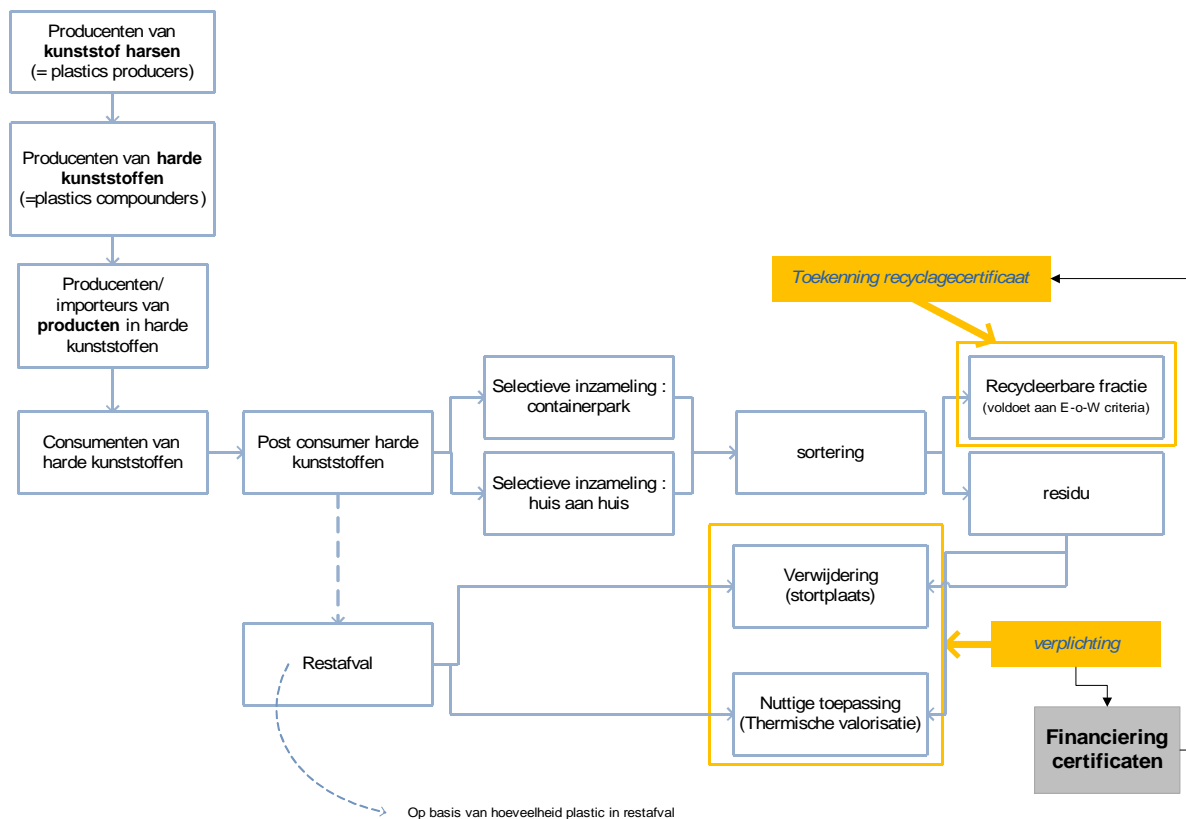 Producenten van
kunststof harsen
(= plastics producers)
Producenten van harde
kunststoffen
(=plastics compounders)
Producenten/
importeurs van
producten in harde
kunststoffen
Consumenten van
harde kunststoffen
Post consumer harde
kunststoffen
Selectieve inzameling :
containerpark
Selectieve inzameling :
huis aan huis
sortering
Toekenning recyclagecertificaat
Recycleerbare fractie
(voldoet aan E-o-W criteria)
residu
Verwijdering
(stortplaats)
Restafval
Nuttige toepassing
(Thermische valorisatie)
verplichting
Financiering
certificaten
Op basis van hoeveelheid plastic in restafval